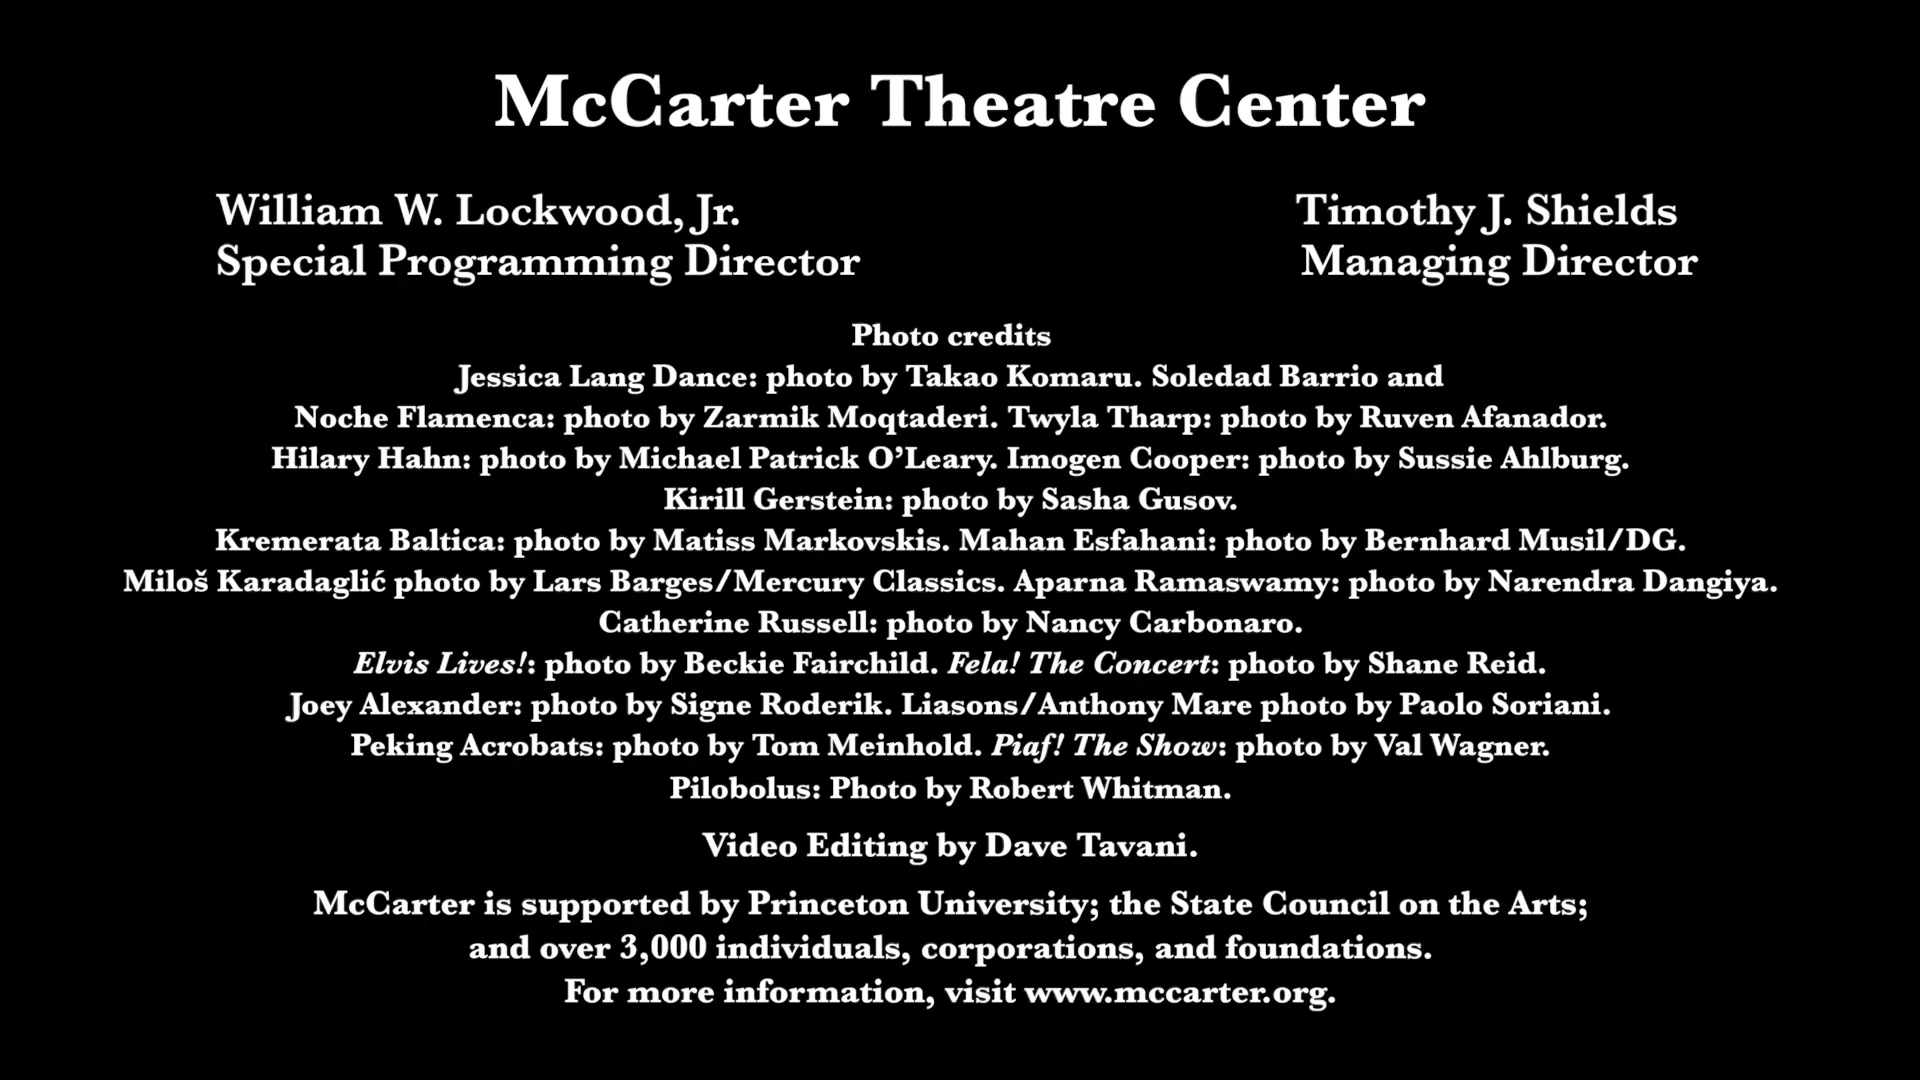 McCarter Theatre Center
William W. Lockwood, Jr.
Special Programming Director
Timothy J. Shields
Managing Director
Photo credits
Jessica Lang Dance: photo by Takao Komaru. Soledad Barrio and
Noche Flamenca: photo by Zarmik Moqtaderi. Twyla Tharp: photo by Ruven Afanador.
Hilary Hahn: photo by Michael Patrick O’Leary. Imogen Cooper: photo by Sussie Ahlburg.
Kirill Gerstein: photo by Sasha Gusov.
Kremerata Baltica: photo by Matiss Markovskis. Mahan Esfahani: photo by Bernhard Musil/DG.
Miloš Karadaglić photo by Lars Barges/Mercury Classics. Aparna Ramaswamy: photo by Narendra Dangiya.
Catherine Russell: photo by Nancy Carbonaro.
Elvis Lives!: photo by Beckie Fairchild. Fela! The Concert: photo by Shane Reid.
Joey Alexander: photo by Signe Roderik. Liasons/Anthony Mare photo by Paolo Soriani.
Peking Acrobats: photo by Tom Meinhold. Piaf! The Show: photo by Val Wagner.
Pilobolus: Photo by Robert Whitman.
Video Editing by Dave Tavani.
McCarter is supported by Princeton University; the State Council on the Arts;
and over 3,000 individuals, corporations, and foundations.
For more information, visit www.mccarter.org.